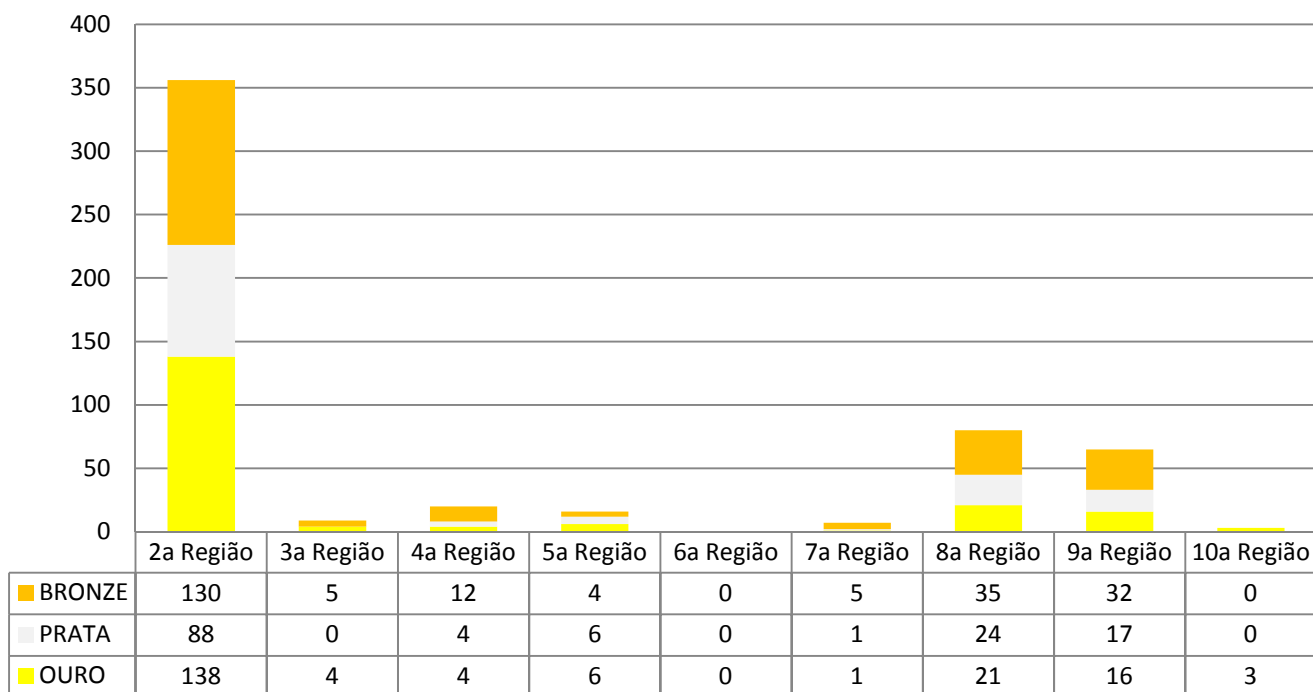 400
350
300
250
200
150
100
50
0
2a Região 3a Região 4a Região 5a Região 6a Região 7a Região 8a Região 9a Região 10a Região
BRONZE 130 5 12 4 0 5 35 32 0
PRATA 88 0 4 6 0 1 24 17 0
OURO 138 4 4 6 0 1 21 16 3